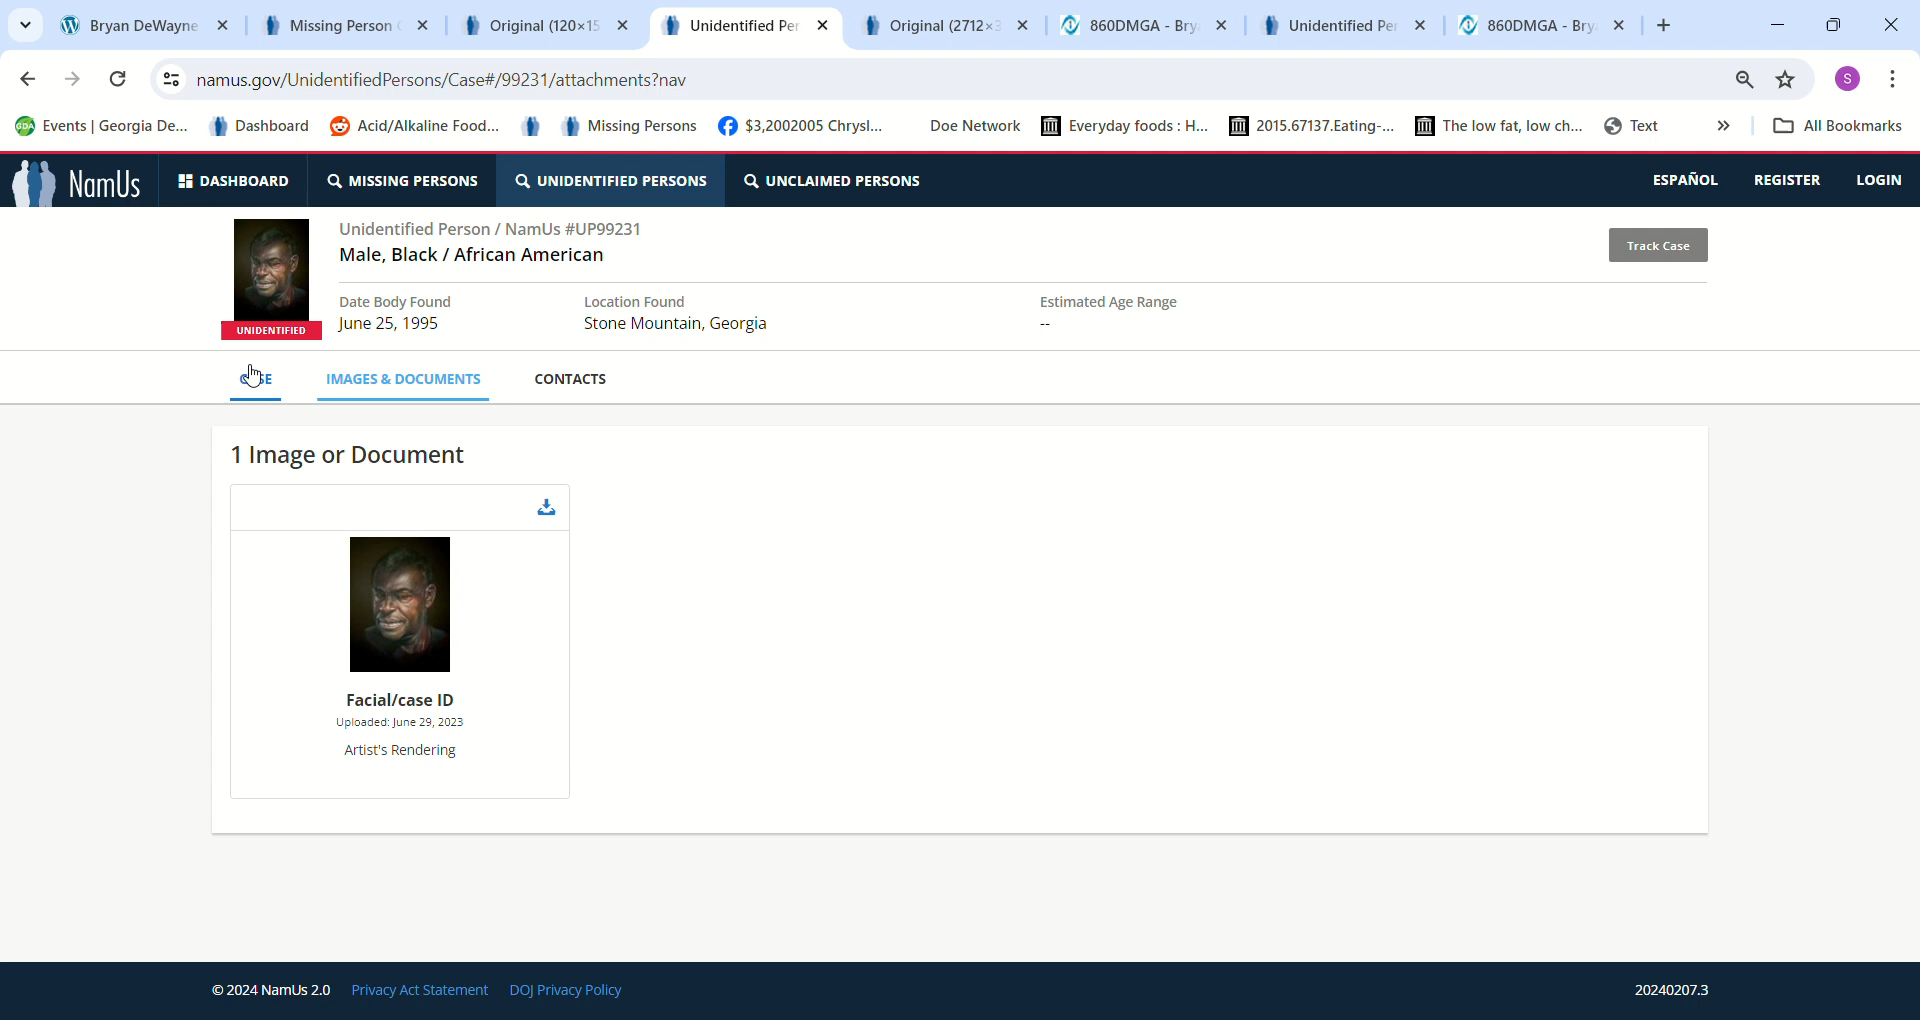 Bryan DeWayne
Missing Person
Original (120×15
Unidentified Per
Original (2712×3
860DMGA - Bry
Unidentified Per
860DMGA - Bry
namus.gov/UnidentifiedPersons/Case#/99231/attachments?nav
S
Events | Georgia De...
Dashboard
Acid/Alkaline Food...
Missing Persons
$3,2002005 Chrysl...
Doe Network
Everyday foods : H...
2015.67137.Eating-...
The low fat, low ch...
Text
»
All Bookmarks
NamUs
DASHBOARD
MISSING PERSONS
UNIDENTIFIED PERSONS
UNCLAIMED PERSONS
ESPAÑOL
REGISTER
LOGIN
Unidentified Person / NamUs #UP99231
Male, Black / African American
Track Case
UNIDENTIFIED
Date Body Found
June 25, 1995
Location Found
Stone Mountain, Georgia
Estimated Age Range
--
IMAGES & DOCUMENTS
CONTACTS
1 Image or Document
Facial/case ID
Uploaded: June 29, 2023
Artist's Rendering
© 2024 NamUs 2.0
Privacy Act Statement
DOJ Privacy Policy
20240207.3